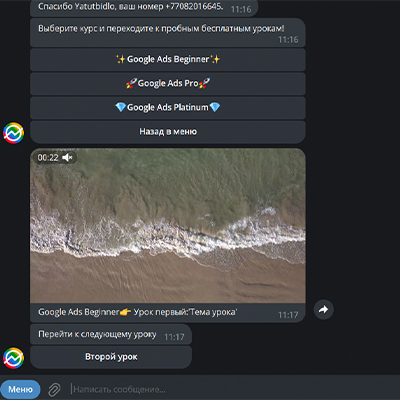 Спасибо Yatutbidlo, ваш номер +77082016645. 11:16
Выберите курс и переходите к пробным бесплатным урокам!
11:16
✨Google Ads Beginner✨
🚀Google Ads Pro🚀
💎Google Ads Platinum💎
Назад в меню
00:22
Google Ads Beginner👉 Урок первый:'Тема урока'
11:17
Перейти к следующему уроку 11:17
Второй урок
Меню
Написать сообщение...